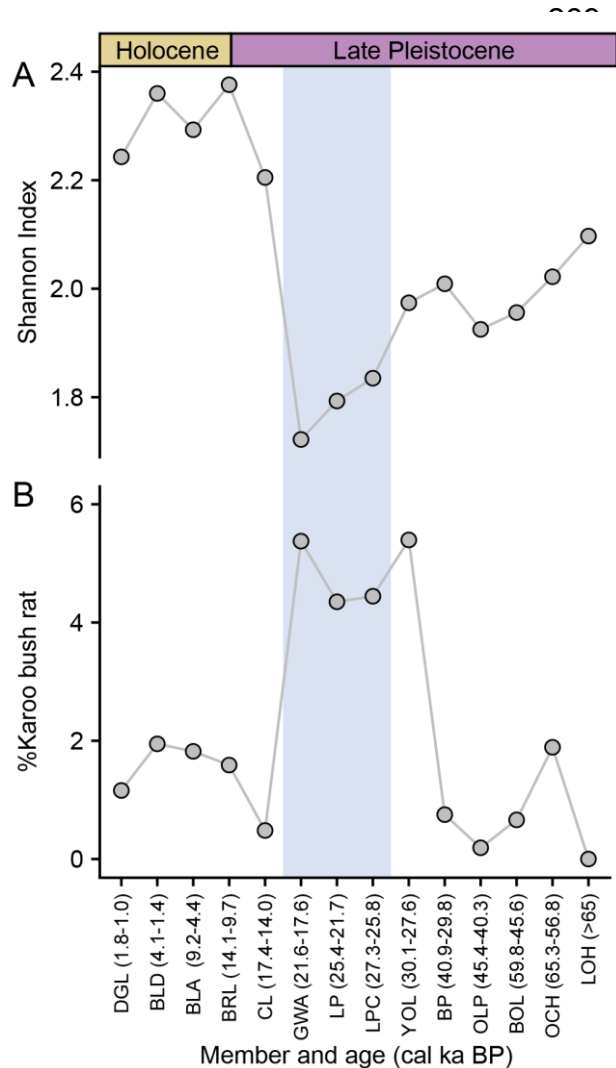 Holocene Late Pleistocene
A
2.4
2.2
2.0
1.8
Shannon Index
B
6
4
2
0
%Karoo bush rat
DGL (1.8-1.0)
BLD (4.1-1.4)
BLA (9.2-4.4)
BRL (14.1-9.7)
CL (17.4-14.0)
GWA (21.6-17.6)
LP (25.4-21.7)
LPC (27.3-25.8)
YOL (30.1-27.6)
BP (40.9-29.8)
OLP (45.4-40.3)
BOL (59.8-45.6)
OCH (65.3-56.8)
LOH (>65)
Member and age (cal ka BP)